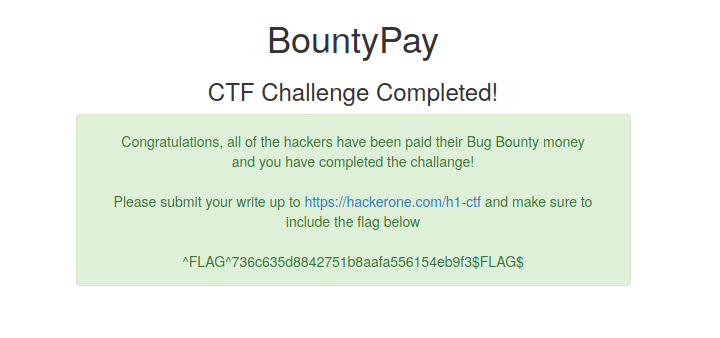 BountyPay
CTF Challenge Completed!
Congratulations, all of the hackers have been paid their Bug Bounty money
and you have completed the challange!
Please submit your write up to https://hackerone.com/h1-ctf and make sure to
include the flag below
^FLAG^736c635d8842751b8aafa556154eb9f3$FLAG$